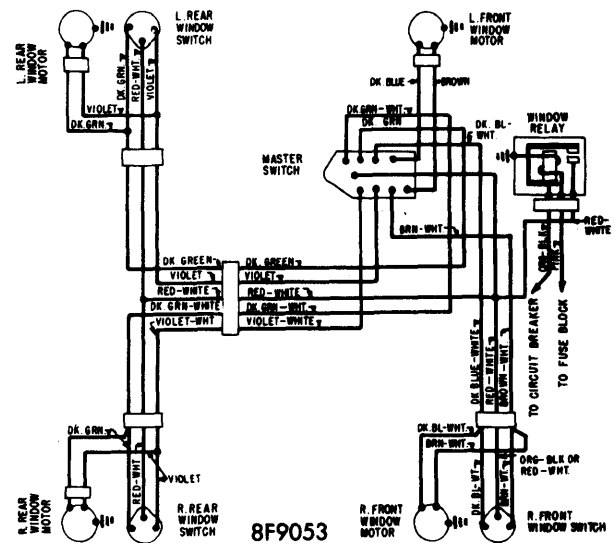 L. REAR
WINDOW
MOTOR
L. REAR
WINDOW
SWITCH
L. FRONT
WINDOW
MOTOR
DK. GRN
RED-WHT.
VIOLET
VIOLET
DK. GRN.
DK. BLUE
BROWN
DK. GRN-WHT.
DK GRN
DK. BL-
WHT.
WINDOW
RELAY
MASTER
SWITCH
RED-
WHITE
BRN-WHT.
ORG-BLK
PINK
DK GREEN
DK. GREEN
VIOLET
VIOLET
RED-WHITE
RED-WHITE
DK. GRN-WHITE
DK. GRN-WHT
VIOLET-WHT
VIOLET-WHITE
TO CIRCUIT BREAKER
TO FUSE BLOCK
DK. BLUE-WHITE
RED-WHITE
BROWN-WHT.
DK. GRN.
RED-WHT
VIOLET
DK. BL-WHT.
BRN-WHT.
ORG-BLK OR
RED-WHT.
DK. BL-WT.
BRN-WT.
R. REAR
WINDOW
MOTOR
R. REAR
WINDOW
SWITCH
8F9053
R. FRONT
WINDOW
MOTOR
R. FRONT
WINDOW SWITCH